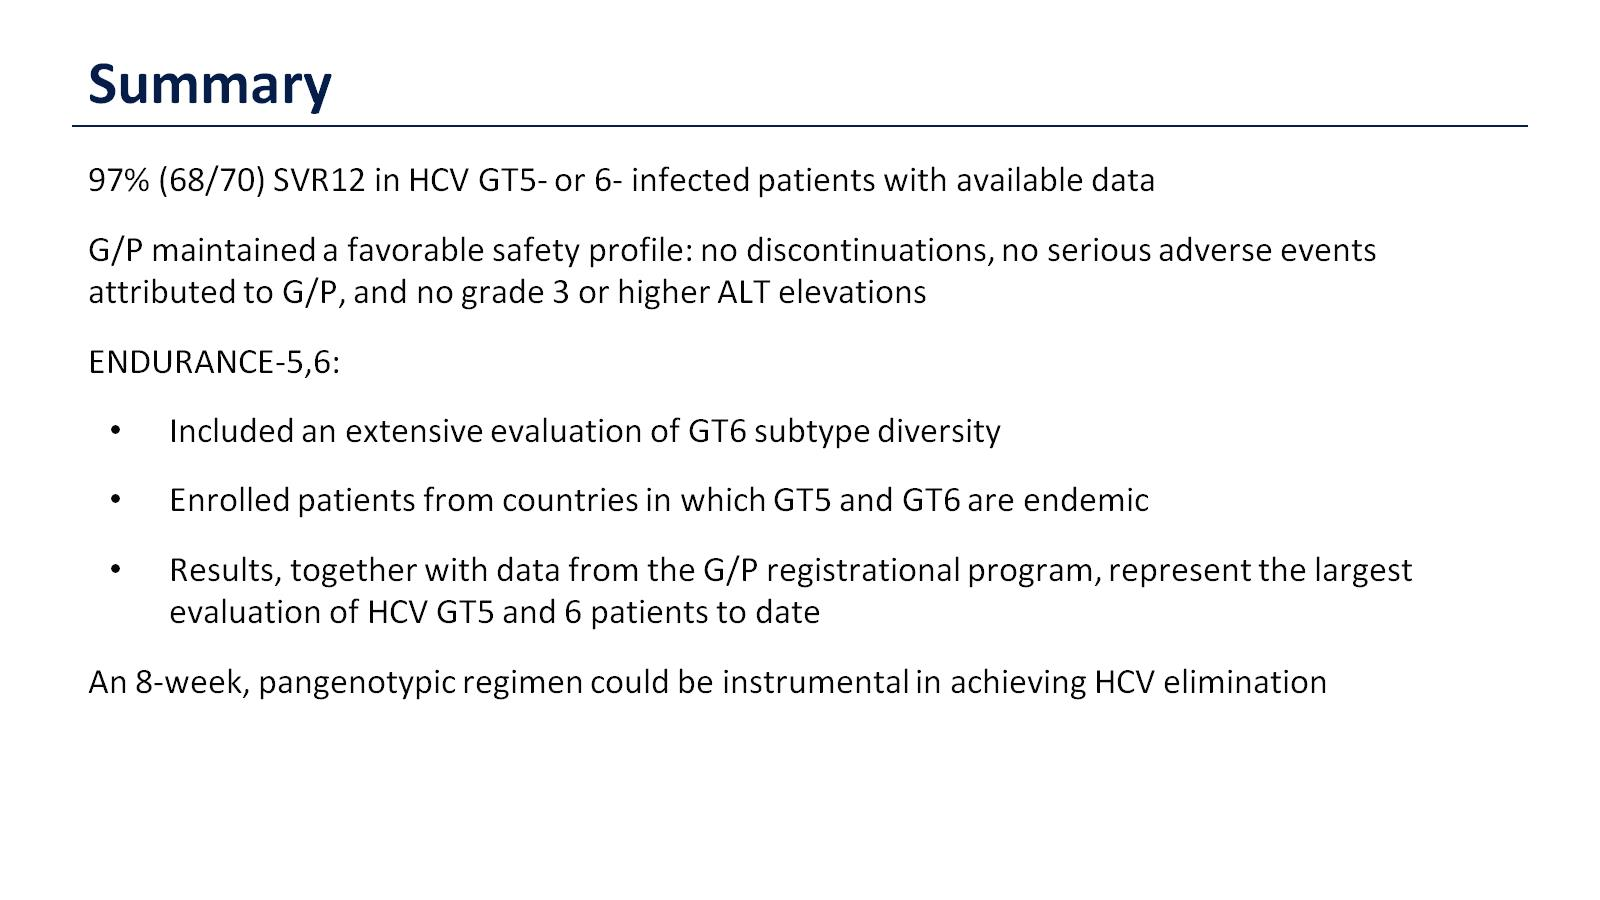 Summary
97% (68/70) SVR12 in HCV GT5- or 6- infected patients with available data
G/P maintained a favorable safety profile: no discontinuations, no serious adverse events
attributed to G/P, and no grade 3 or higher ALT elevations
ENDURANCE-5,6:
• Included an extensive evaluation of GT6 subtype diversity
• Enrolled patients from countries in which GT5 and GT6 are endemic
• Results, together with data from the G/P registrational program, represent the largest
evaluation of HCV GT5 and 6 patients to date
An 8-week, pangenotypic regimen could be instrumental in achieving HCV elimination